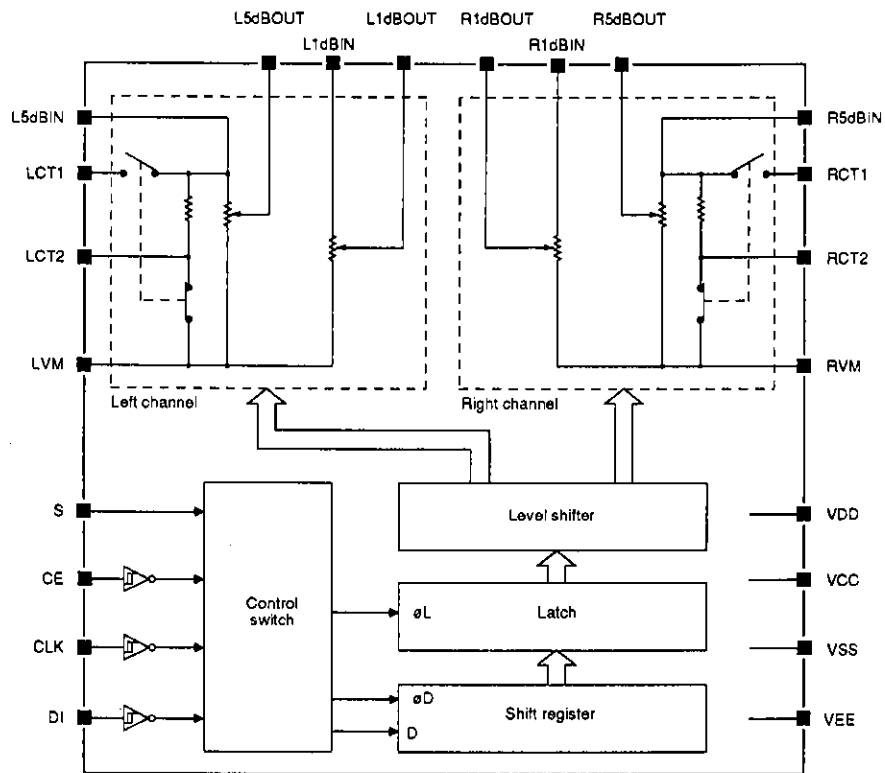 L5dBOUT L1dBOUT R1dBOUT R5dBOUT
L1dBIN R1dBIN
L5dBIN R5dBIN
LCT1 RCT1
LCT2 RCT2
LVM RVM
Left channel Right channel
S Level shifter VDD
CE VCC
Control switch
øL Latch
CLK VSS
DI øD Shift register VEE
D